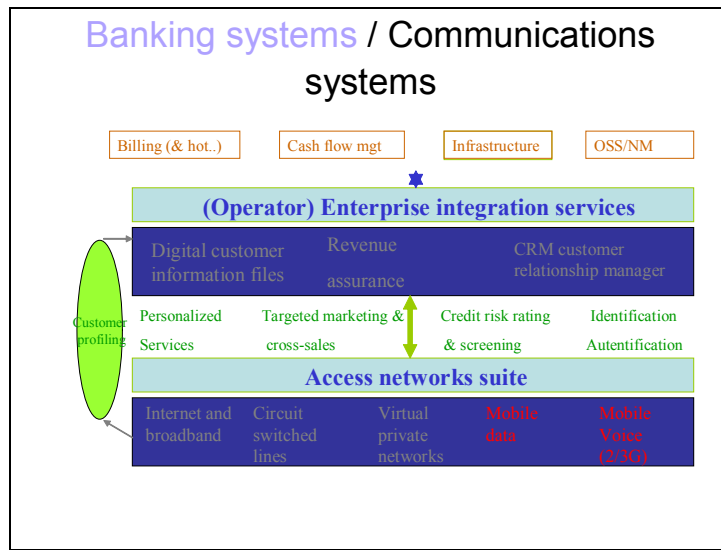 Banking systems / Communications
systems
Billing (& hot..)
Cash flow mgt
Infrastructure
OSS/NM
(Operator) Enterprise integration services
Digital customer
information files
Revenue
assurance
CRM customer
relationship manager
Customer
profiling
Personalized
Services
Targeted marketing &
cross-sales
Credit risk rating
& screening
Identification
Autentification
Access networks suite
Internet and
broadband
Circuit
switched
lines
Virtual
private
networks
Mobile
data
Mobile
Voice
(2/3G)